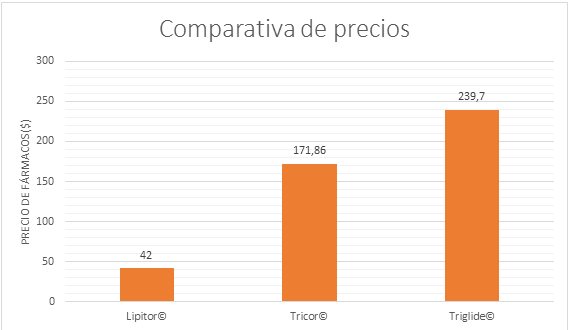 Comparativa de precios
PRECIO DE FÁRMACOS($)
300
250
200
150
100
50
0
42
171,86
239,7
Lipitor©
Tricor©
Triglide©